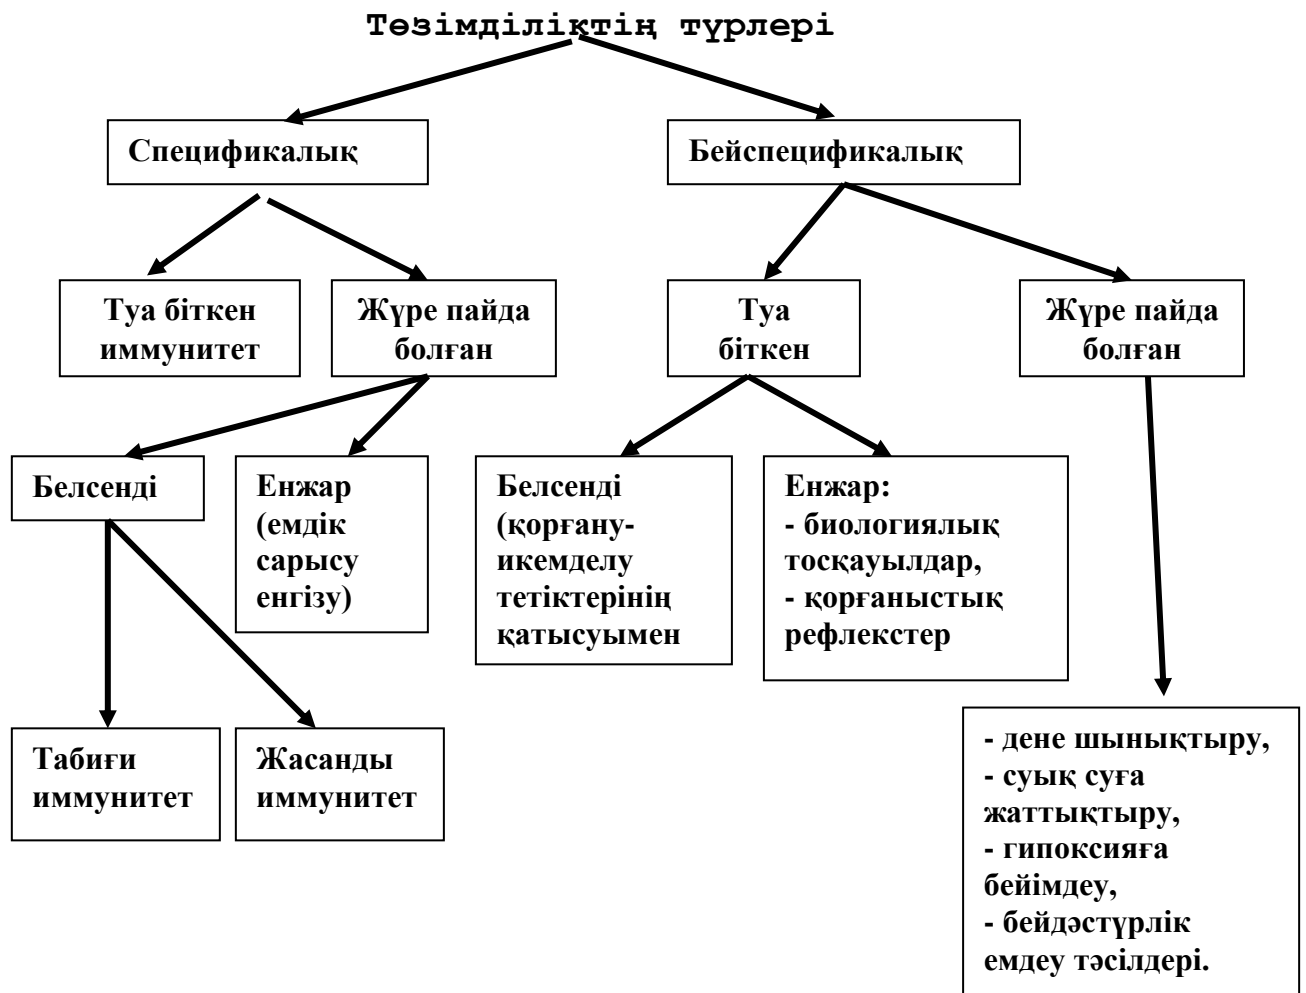 Төзімділіктің түрлері
Спецификалық
Бейспецификалық
Туа біткен
иммунитет
Жүре пайда
болған
Туа
біткен
Жүре пайда
болған
Белсенді
Енжар
(емдік
сарысу
енгізу)
Белсенді
(қорғану-
икемделу
тетіктерінің
қатысуымен
Енжар:
- биологиялық
тосқауылдар,
- қорғаныстық
рефлекстер
Табиғи
иммунитет
Жасанды
иммунитет
- дене шынықтыру,
- суық суға
жаттықтыру,
- гипоксияға
бейімдеу,
- бейдәстүрлік
емдеу тәсілдері.